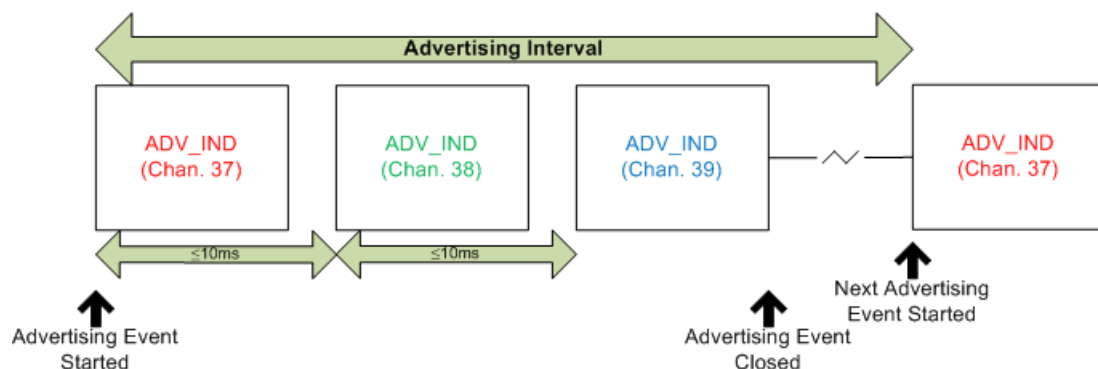 Advertising Interval
ADV_IND
(Chan. 37)
ADV_IND
(Chan. 38)
ADV_IND
(Chan. 39)
ADV_IND
(Chan. 37)
≤10ms
≤10ms
Advertising Event
Started
Advertising Event
Closed
Next Advertising
Event Started